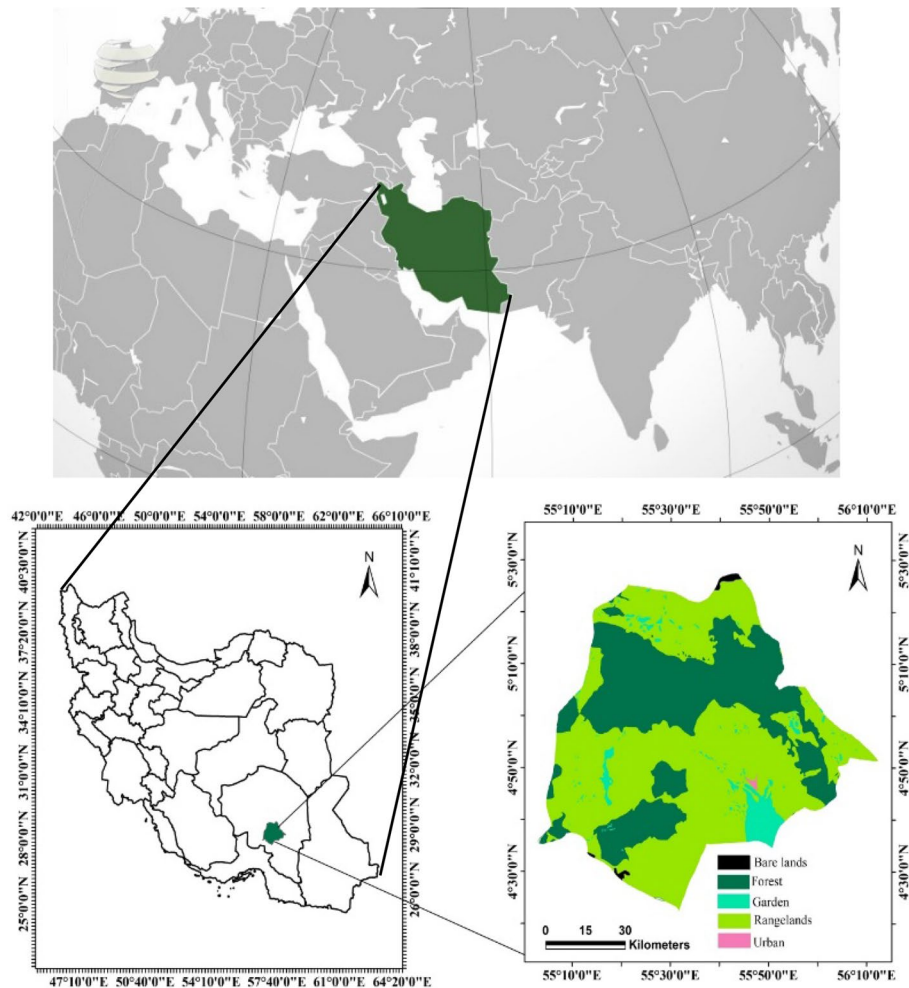 42°0'0"E 46°0'0"E 50°0'0"E 54°0'0"E 58°0'0"E 62°0'0"E 66°10'0"E
N
40°30'0"N
37°20'0"N
34°10'0"N
31°0'0"N
28°0'0"N
25°0'0"N
41°10'0"N
38°0'0"N
35°0'0"N
32°0'0"N
29°0'0"N
26°0'0"N
47°10'0"E 50°40'0"E 54°10'0"E 57°40'0"E 61°0'0"E 64°20'0"E
55°10'0"E 55°30'0"E 55°50'0"E 56°10'0"E
N
5°30'0"N
5°10'0"N
4°50'0"N
4°30'0"N
5°30'0"N
5°10'0"N
4°50'0"N
4°30'0"N
Bare lands
Forest
Garden
Rangelands
Urban
0 15 30
Kilometers
55°10'0"E 55°30'0"E 55°50'0"E 56°10'0"E